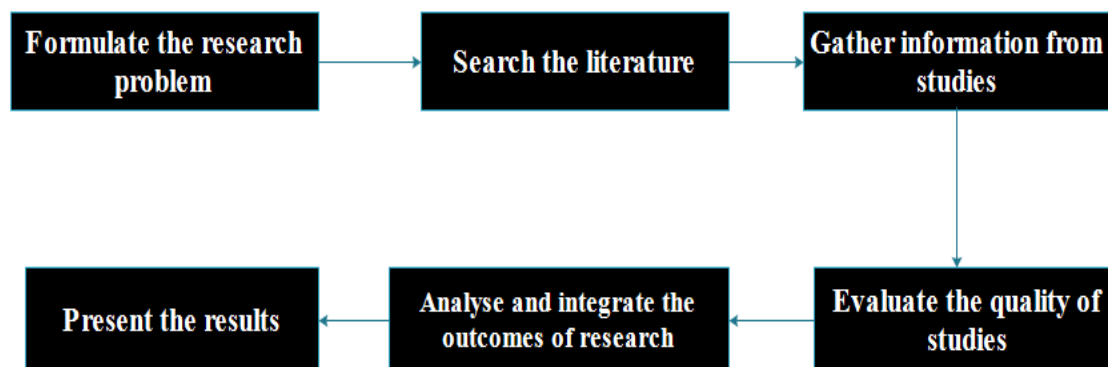 Formulate the research
problem
Search the literature
Gather information from
studies
Evaluate the quality of
studies
Analyse and integrate the
outcomes of research
Present the results